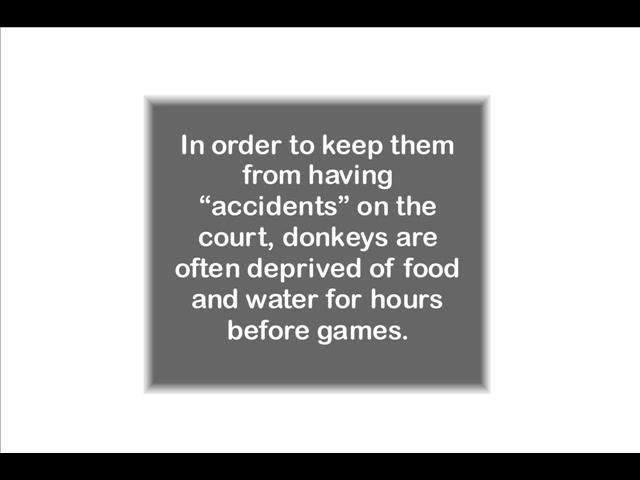 In order to keep them
from having
“accidents” on the
court, donkeys are
often deprived of food
and water for hours
before games.